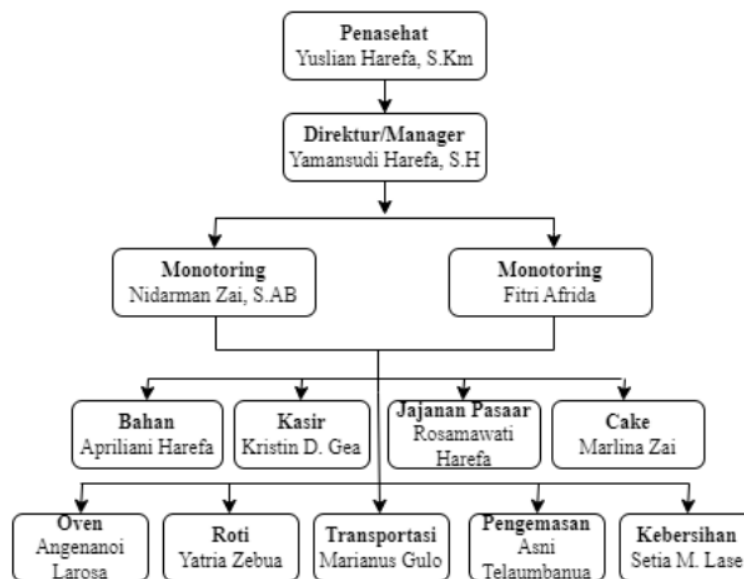 Penasehat
Yuslian Harefa, S.Km
Direktur/Manager
Yamansudi Harefa, S.H
Monotoring
Nidarman Zai, S.AB
Monotoring
Fitri Afrida
Bahan
Apriliani Harefa
Kasir
Kristin D. Gea
Jajanan Pasaar
Rosamawati
Harefa
Cake
Marlina Zai
Oven
Angenanoi
Larosa
Roti
Yatria Zebua
Transportasi
Marianus Gulo
Pengemasan
Asni
Telaumbanua
Kebersihan
Setia M. Lase